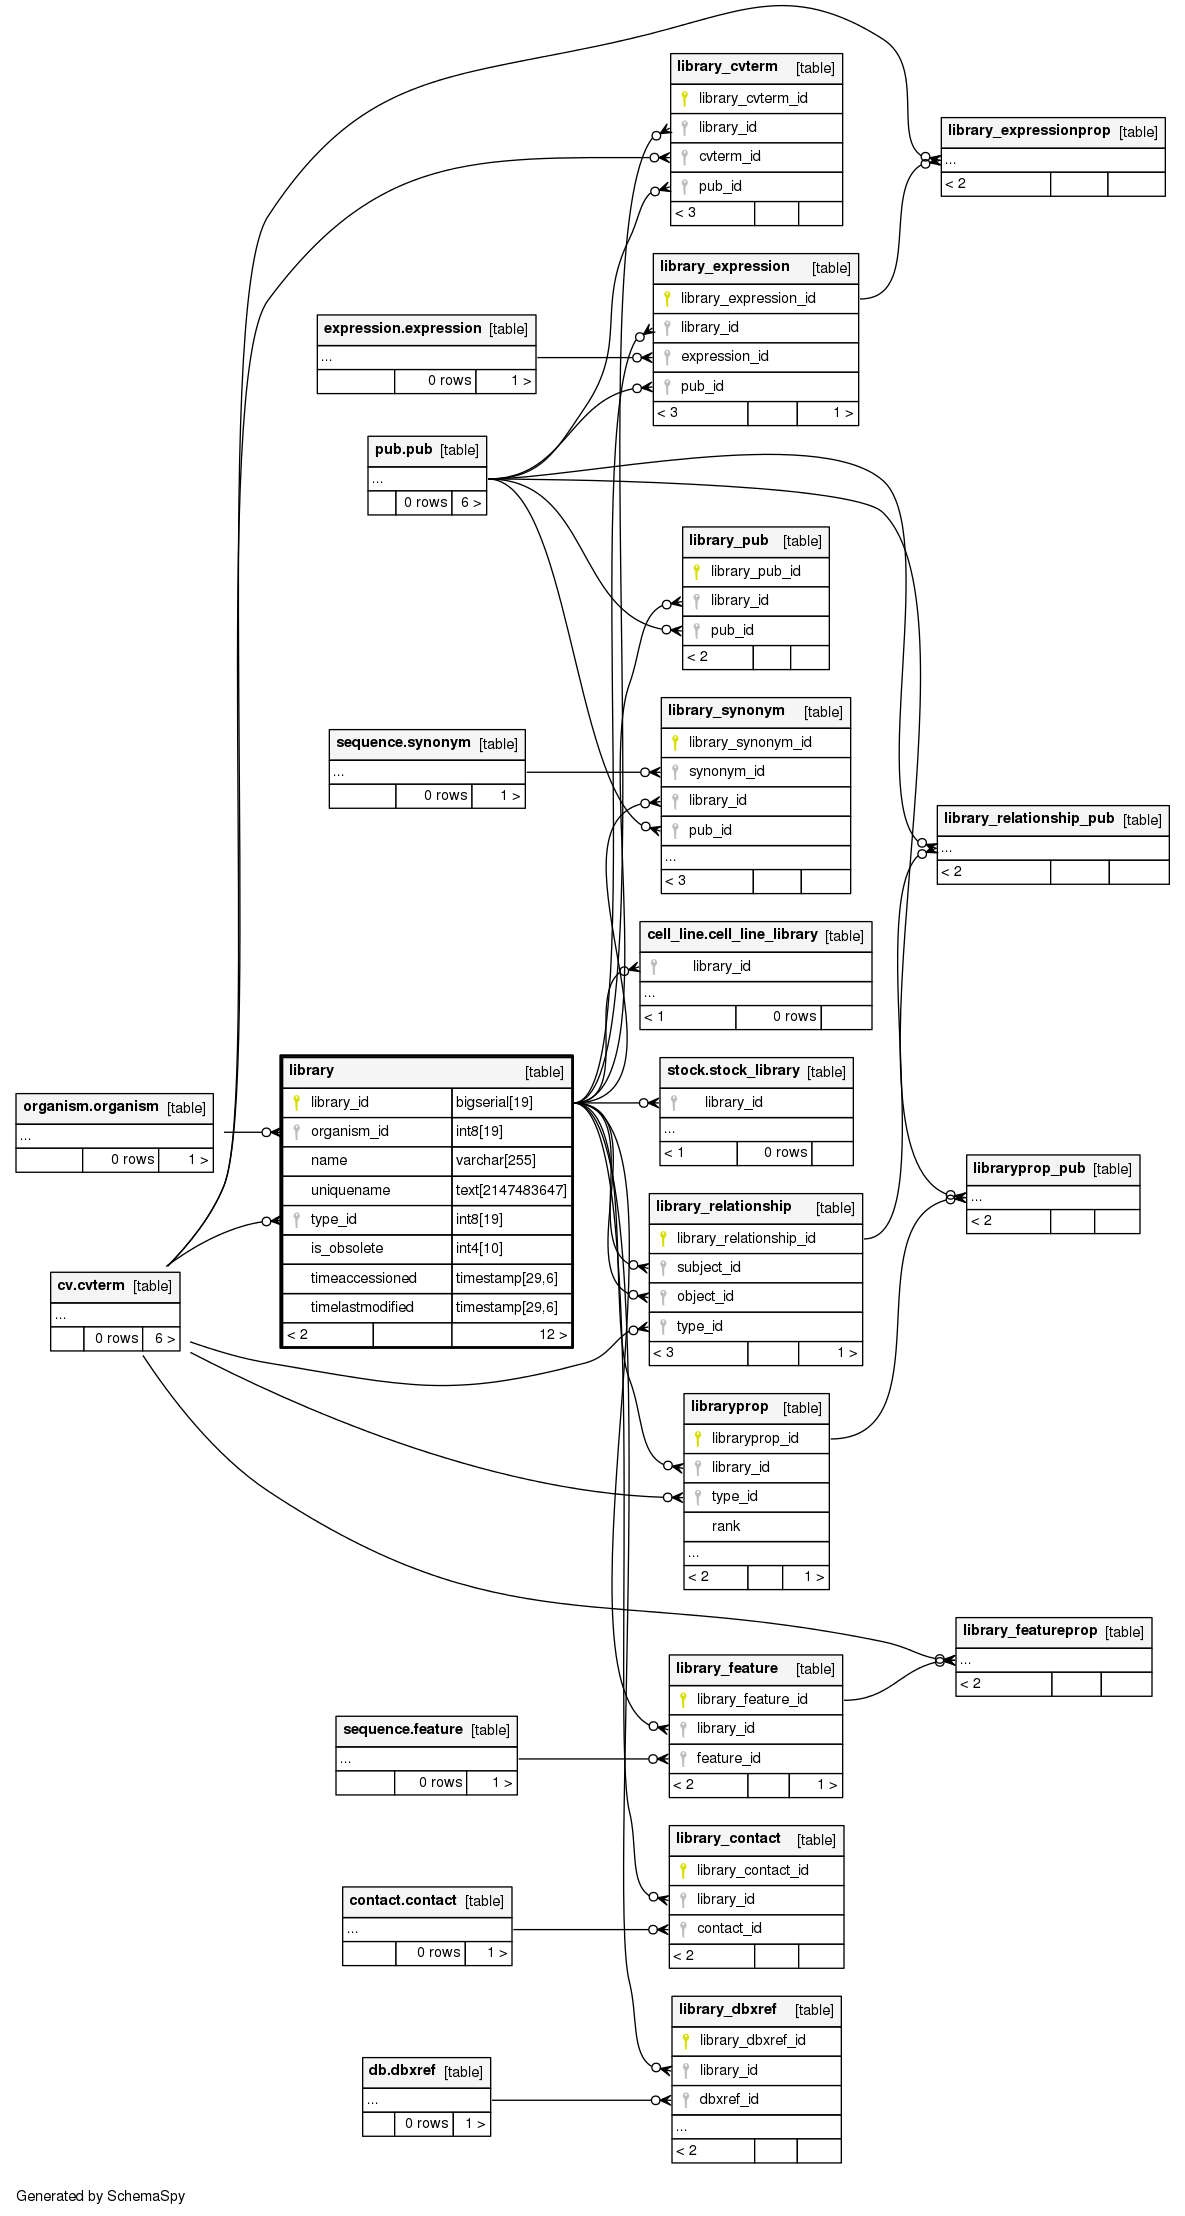 library_cvterm [table]
library_cvterm_id
library_id
cvterm_id
pub_id
< 3
library_expressionprop [table]
...
< 2
library_expression [table]
library_expression_id
library_id
expression_id
pub_id
< 3 1 >
expression.expression [table]
...
0 rows 1 >
pub.pub [table]
...
0 rows 6 >
library_pub [table]
library_pub_id
library_id
pub_id
< 2
library_synonym [table]
library_synonym_id
synonym_id
library_id
pub_id
...
< 3
sequence.synonym [table]
...
0 rows 1 >
library_relationship_pub [table]
...
< 2
cell_line.cell_line_library [table]
library_id
...
< 1 0 rows
library [table]
library_id bigserial[19]
organism_id int8[19]
name varchar[255]
uniquename text[2147483647]
type_id int8[19]
is_obsolete int4[10]
timeaccessioned timestamp[29,6]
timelastmodified timestamp[29,6]
< 2 12 >
stock.stock_library [table]
library_id
...
< 1 0 rows
organism.organism [table]
...
0 rows 1 >
libraryprop_pub [table]
...
< 2
library_relationship [table]
library_relationship_id
subject_id
object_id
type_id
< 3 1 >
cv.cvterm [table]
...
0 rows 6 >
libraryprop [table]
libraryprop_id
library_id
type_id
rank
...
< 2 1 >
library_featureprop [table]
...
< 2
library_feature [table]
library_feature_id
library_id
feature_id
< 2 1 >
sequence.feature [table]
...
0 rows 1 >
library_contact [table]
library_contact_id
library_id
contact_id
< 2
contact.contact [table]
...
0 rows 1 >
library_dbxref [table]
library_dbxref_id
library_id
dbxref_id
...
< 2
db.dbxref [table]
...
0 rows 1 >
Generated by SchemaSpy